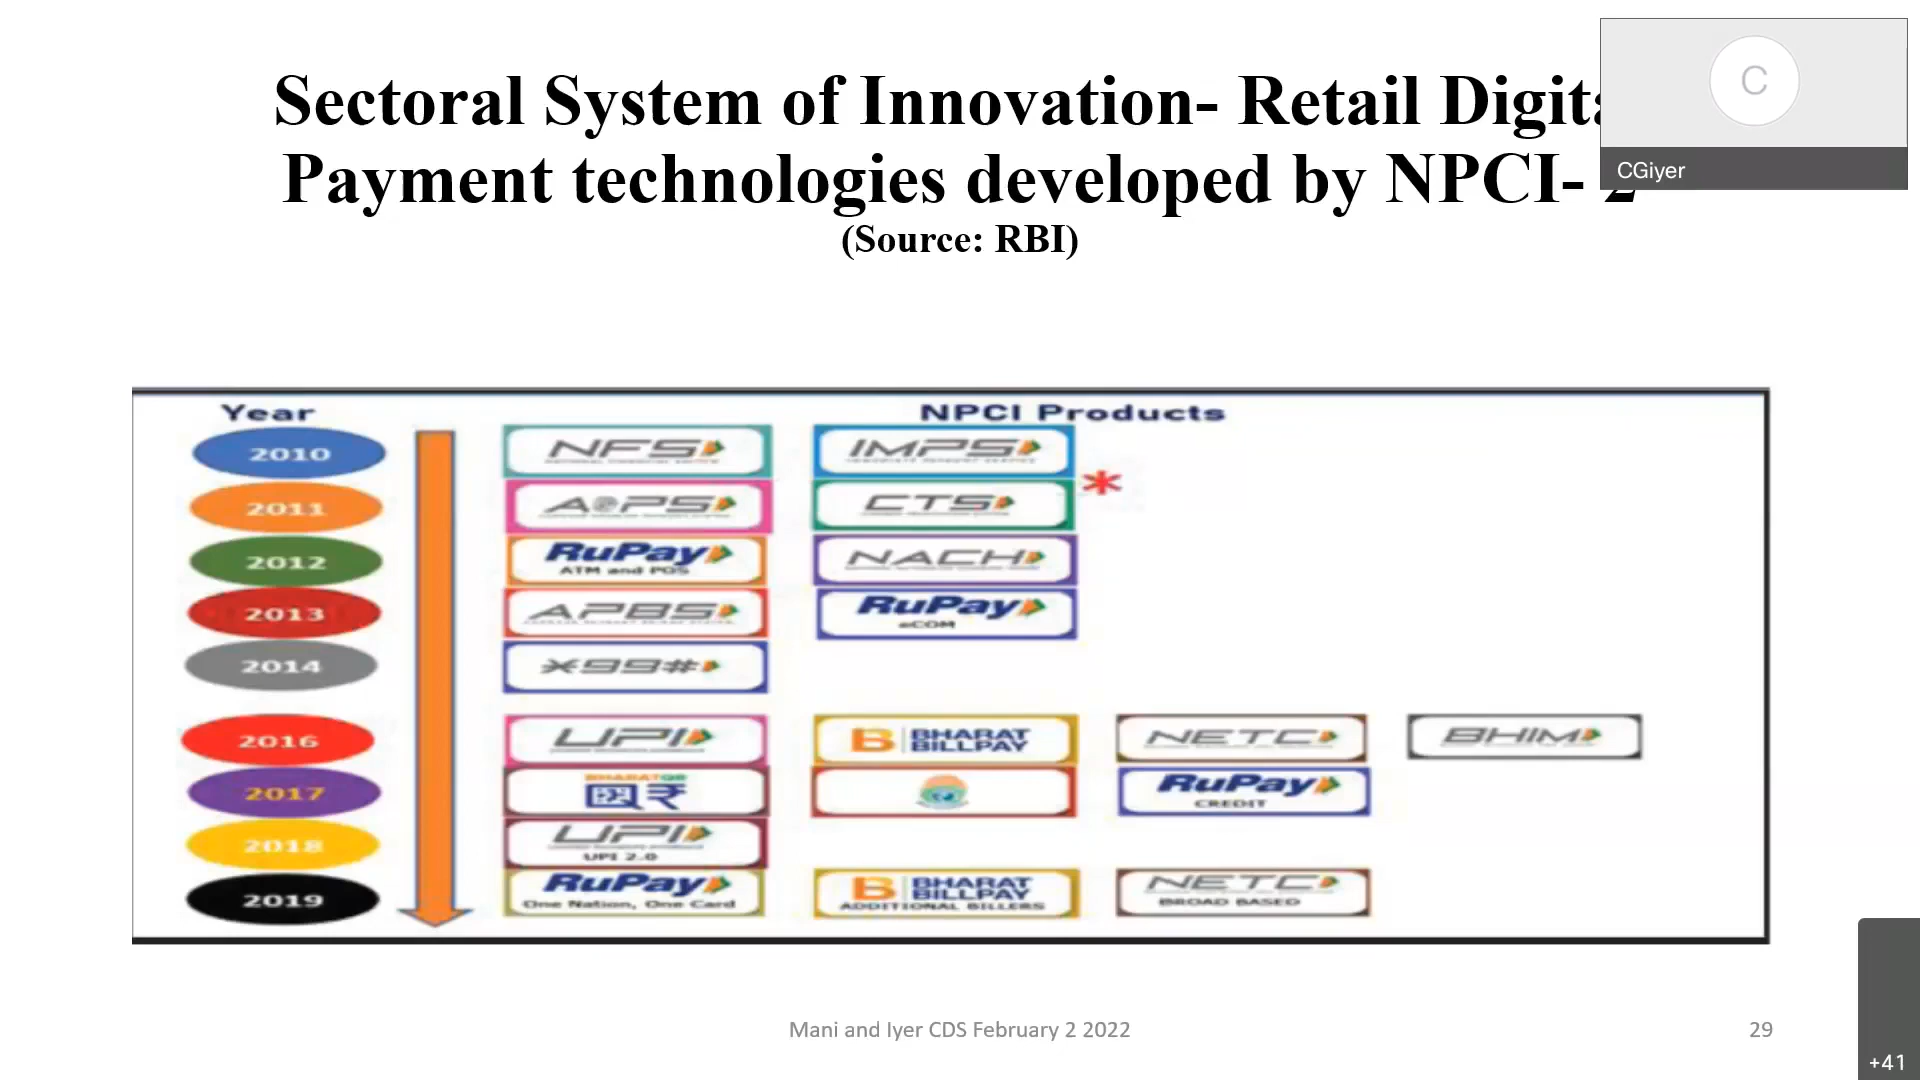 Sectoral System of Innovation- Retail Digit
CGiyer
Payment technologies developed by NPCI- 2
(Source: RBI)
C
Year NPCI Products
2010 NFS IMPS
*
2011 A@PS CTS
2012 RuPay NACH
ATM and POS
2013 APBS RuPay
eCOM
2014 *99#
2016 UPI B BHARAT BILLPAY NETC BHIM
2017 BHARATQR RuPay
CREDIT
2018 UPI
UPI 2.0
2019 RuPay B BHARAT BILLPAY NETC
One Nation, One Card ADDITIONAL BILLERS BROAD BASED
Mani and Iyer CDS February 2 2022
29
+41